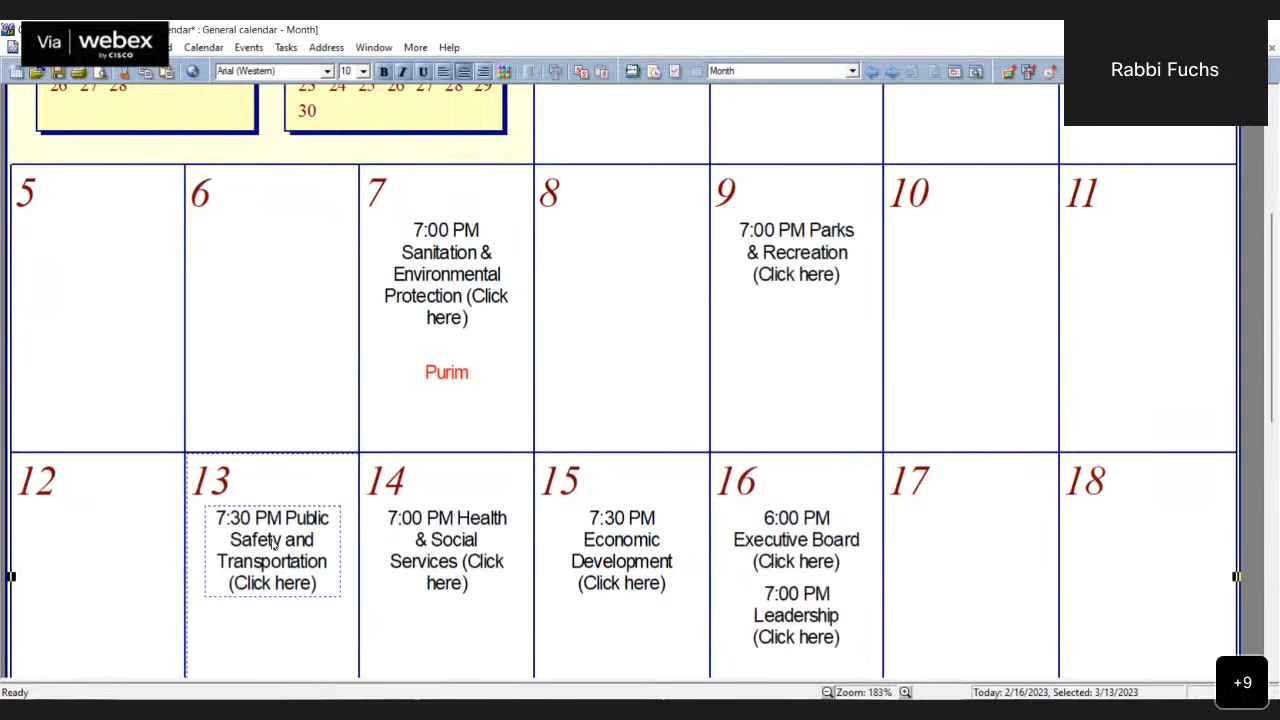 Via webex
by CISCO
endar* : General calendar - Month]
Rabbi Fuchs
d Calendar Events Tasks Address Window More Help
Arial (Western) 10 B I U Month
26 27 28
23 24 25 26 27 28 29
30
5 6 7 8 9 10 11
7:00 PM
Sanitation &
Environmental
Protection (Click
here)
Purim
7:00 PM Parks
& Recreation
(Click here)
12 13 14 15 16 17 18
7:30 PM Public
Safety and
Transportation
(Click here)
7:00 PM Health
& Social
Services (Click
here)
7:30 PM
Economic
Development
(Click here)
6:00 PM
Executive Board
(Click here)
7:00 PM
Leadership
(Click here)
+9
Ready Zoom: 183% Today: 2/16/2023, Selected: 3/13/2023